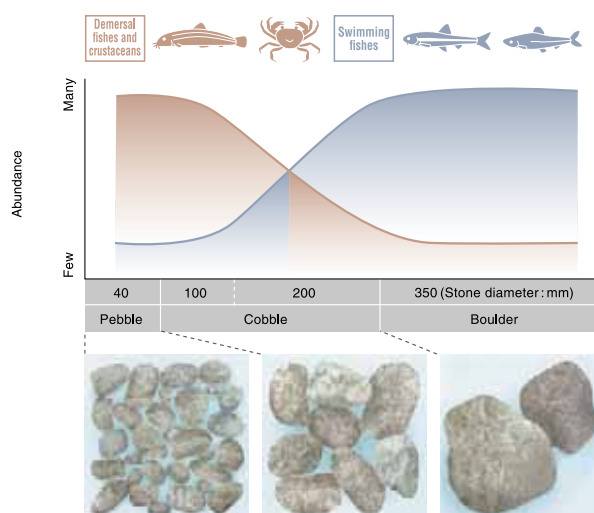 Demersal
fishes and
crustaceans
Swimming
fishes
Many
Abundance
Few
40 100 200 350 (Stone diameter : mm)
Pebble Cobble Boulder